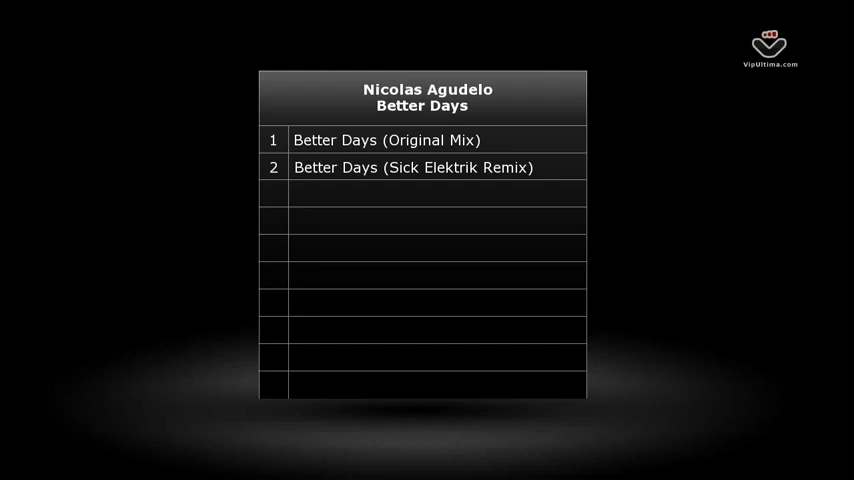 VipUltima.com
Nicolas Agudelo
Better Days
1 Better Days (Original Mix)
2 Better Days (Sick Elektrik Remix)